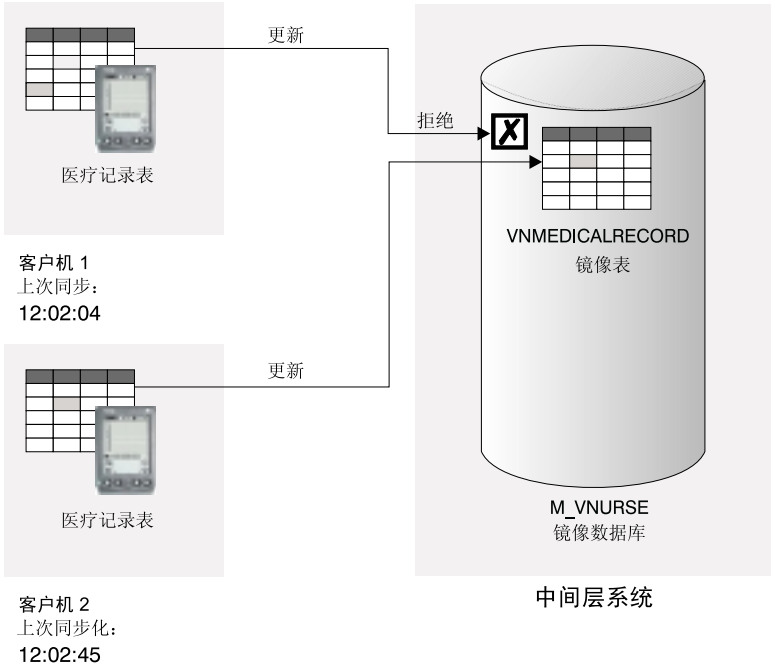 更新
拒绝
医疗记录表
客户机 1
上次同步：
12:02:04
更新
医疗记录表
客户机 2
上次同步化：
12:02:45
VNMEDICALRECORD
镜像表
M_VNURSE
镜像数据库
中间层系统